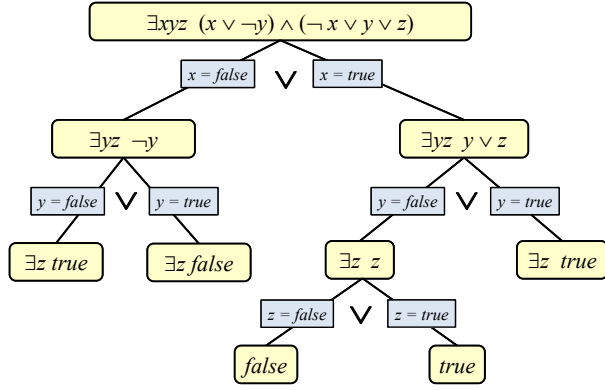 ∃xyz (x ∨ ¬y) ∧ (¬ x ∨ y ∨ z)
x = false ∨ x = true
∃yz ¬y ∃yz y ∨ z
y = false ∨ y = true y = false ∨ y = true
∃z true ∃z false ∃z z ∃z true
z = false ∨ z = true
false true